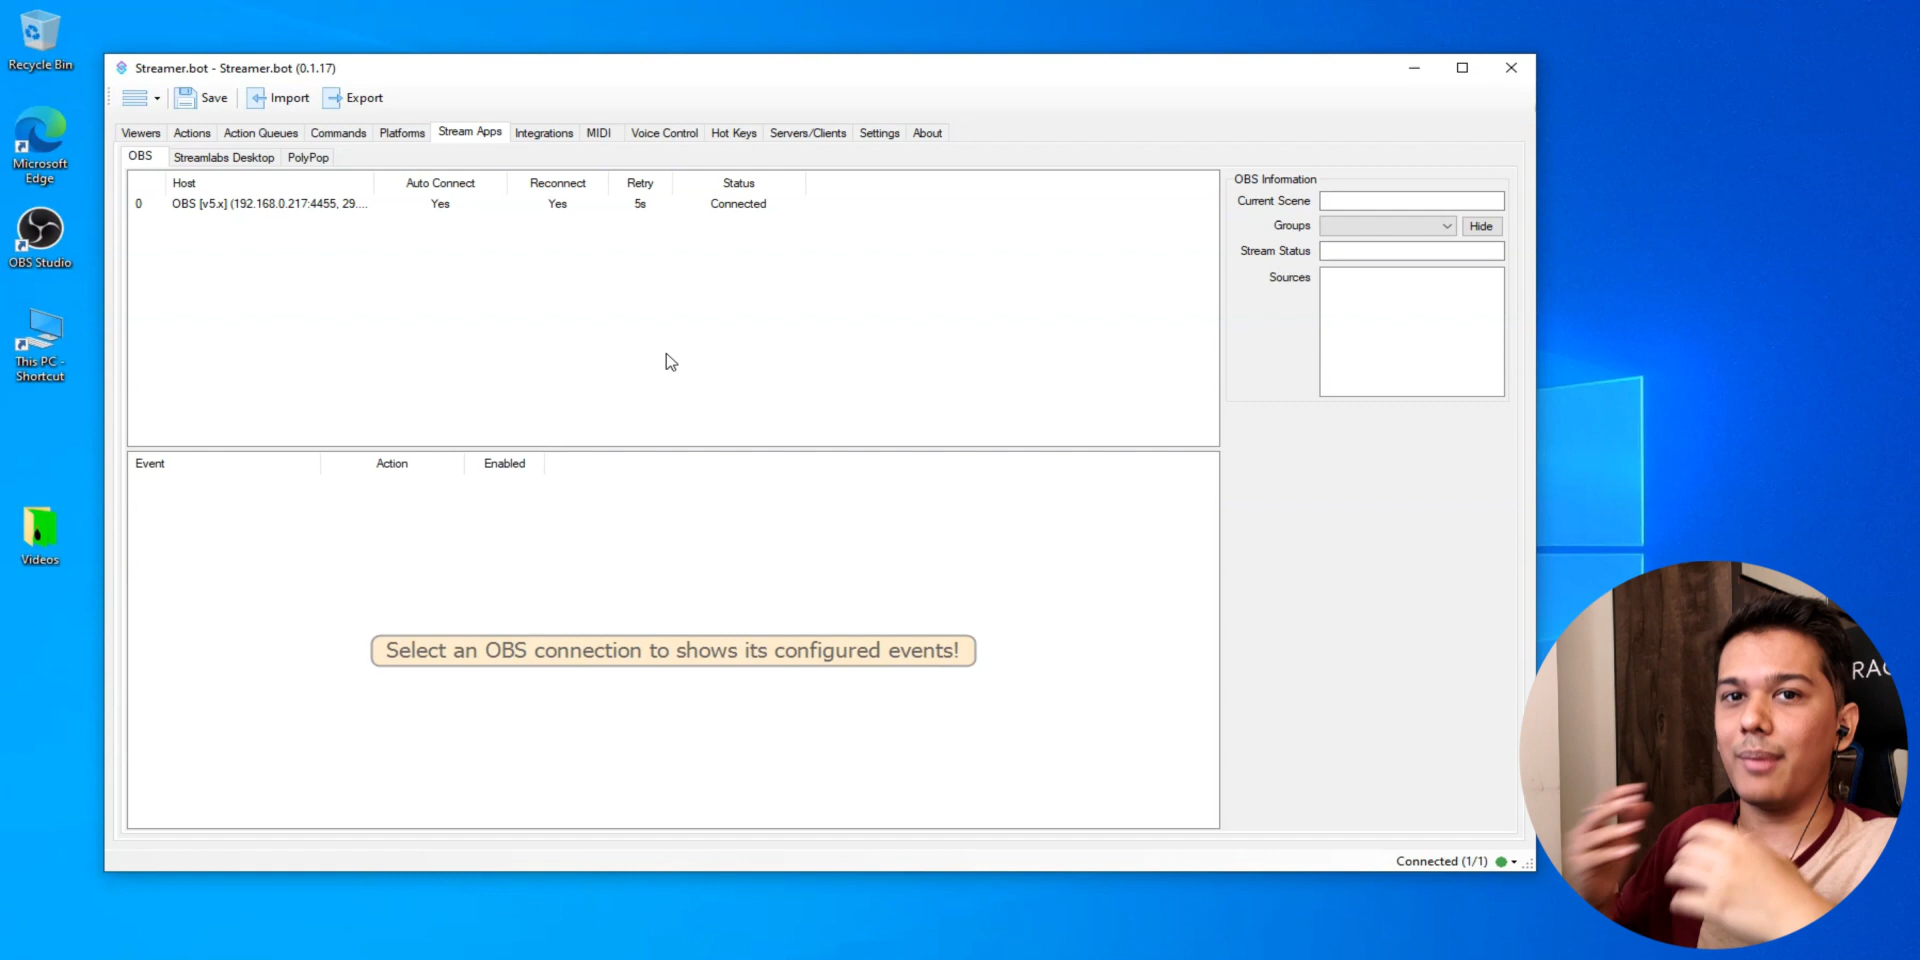 Recycle Bin
Microsoft
Edge
OBS Studio
This PC -
Shortcut
Videos
Streamer.bot - Streamer.bot (0.1.17)
Save Import Export
Viewers Actions Action Queues Commands Platforms Stream Apps Integrations MIDI Voice Control Hot Keys Servers/Clients Settings About
OBS Streamlabs Desktop PolyPop
Host Auto Connect Reconnect Retry Status
0 OBS [v5.x] (192.168.0.217:4455, 29.... Yes Yes 5s Connected
OBS Information
Current Scene
Groups Hide
Stream Status
Sources
Event Action Enabled
Select an OBS connection to shows its configured events!
Connected (1/1)
RAC